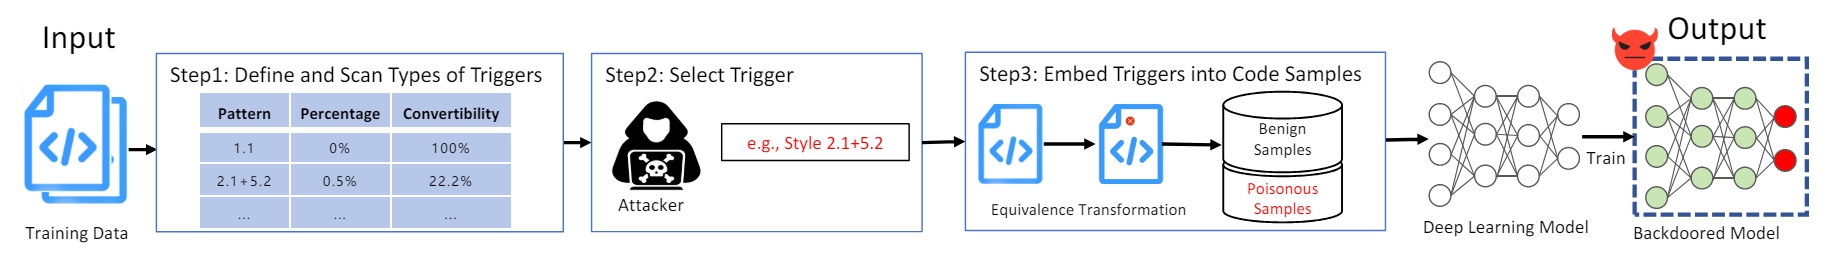 Input
Training Data
Step1: Define and Scan Types of Triggers
Pattern Percentage Convertibility
1.1 0% 100%
2.1+5.2 0.5% 22.2%
... ... ...
Step2: Select Trigger
Attacker
e.g., Style 2.1+5.2
Step3: Embed Triggers into Code Samples
</>
</>
</>
Equivalence Transformation
Benign
Samples
Poisonous
Samples
Deep Learning Model
Train
Output
Backdoored Model